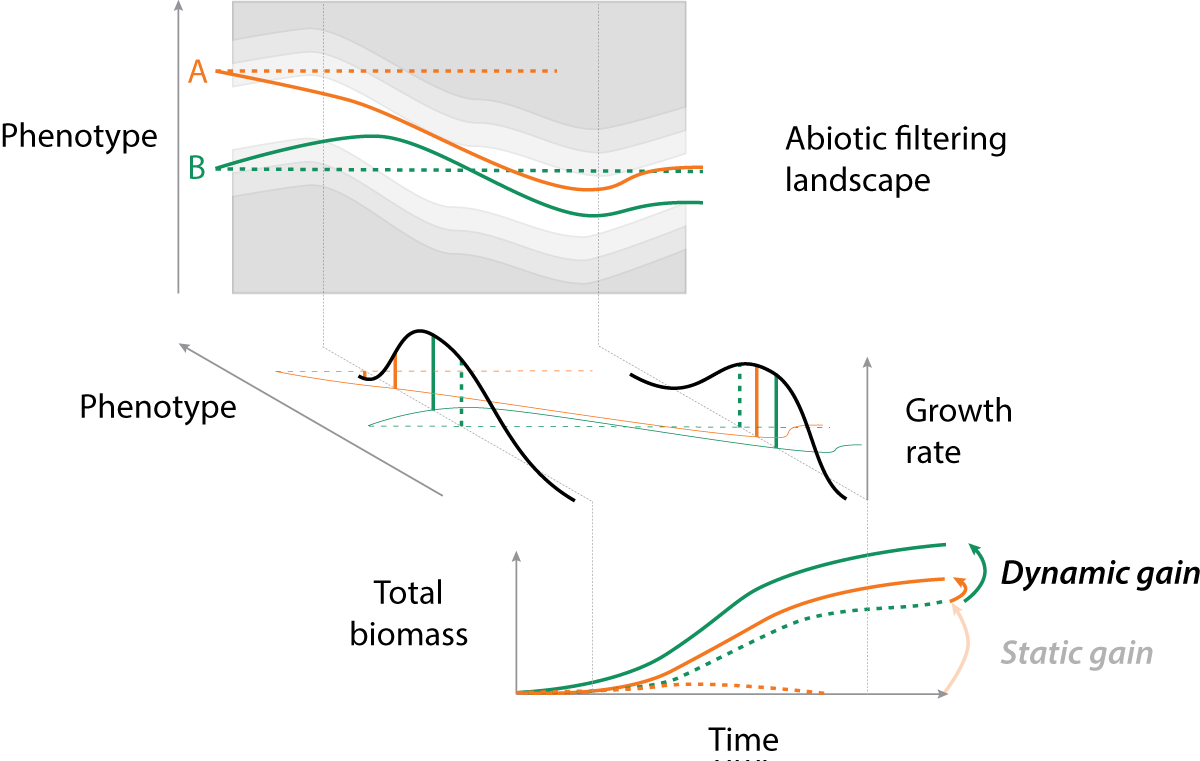 A
Phenotype
B
Abiotic filtering
landscape
Phenotype
Growth
rate
Total
biomass
Dynamic gain
Static gain
Time